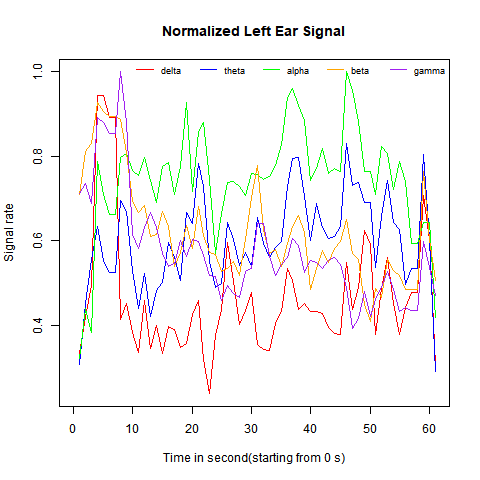 Normalized Left Ear Signal
delta theta alpha beta gamma
Signal rate
1.0
0.8
0.6
0.4
0 10 20 30 40 50 60
Time in second(starting from 0 s)